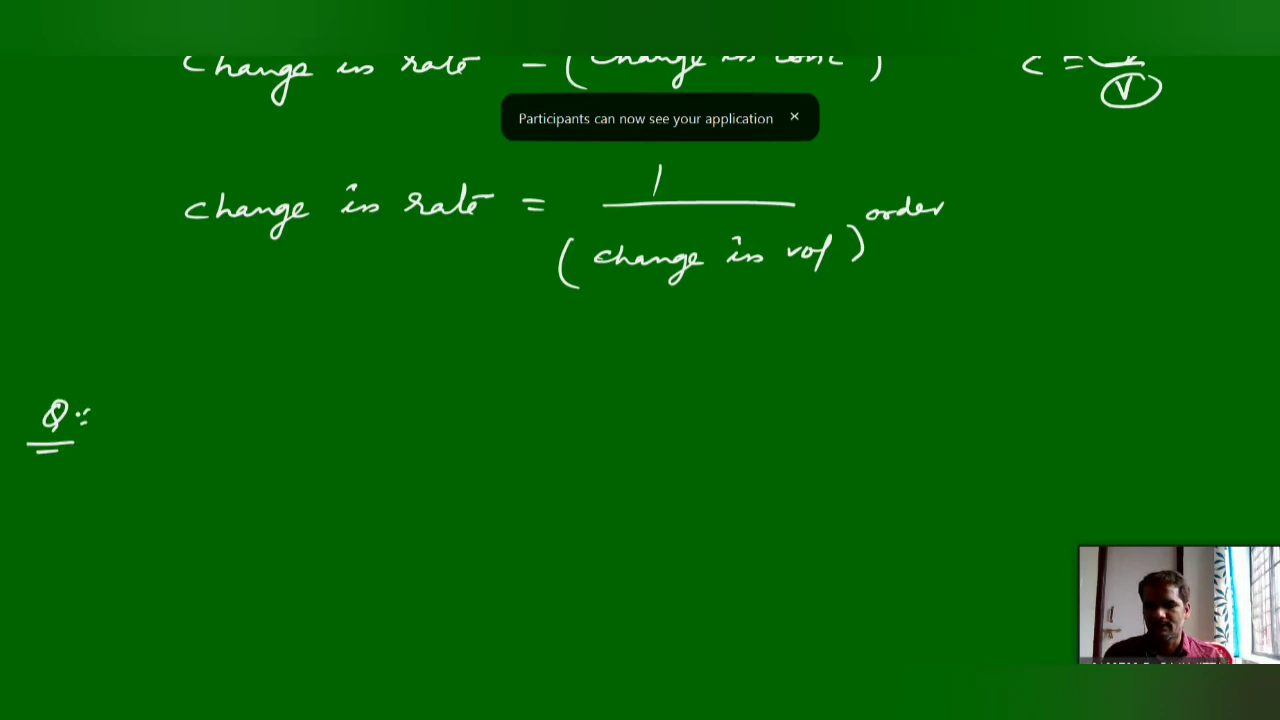 change in rate = (change in conc)
c =
V
Participants can now see your application ×
change in rate = 1
(change in vol) order
Q: